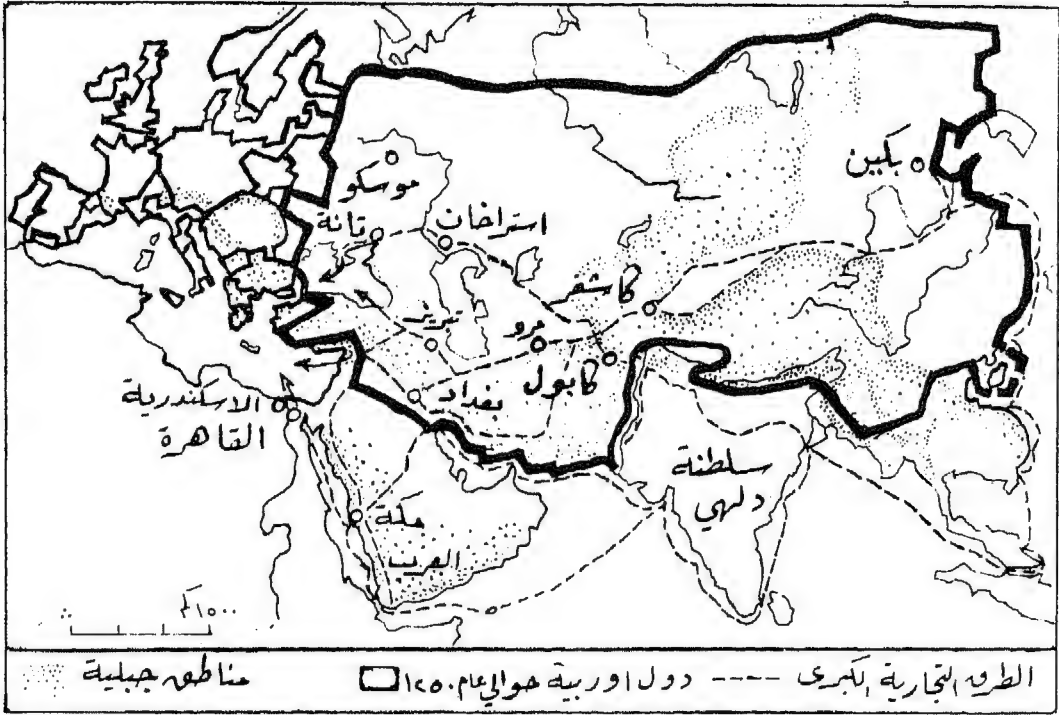 بكين
موسكو
تانة
استراخان
كاشغر
تبريز
مرو
كابول
بغداد
الاسكندرية
القاهرة
سلطنة
دلهي
مكة
العرب
١٥٠٠كم
الطرق التجارية الكبرى ---- دول اوربية حوالي عام ١٢٥٠ مناطق جبلية